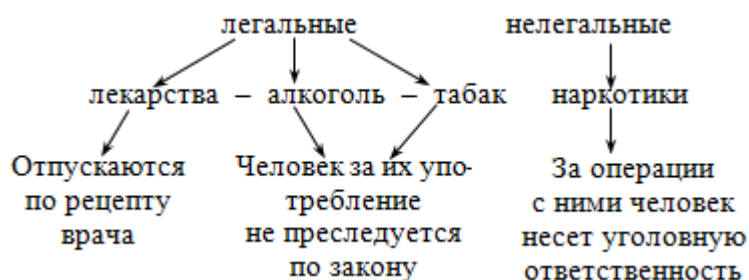 легальные нелегальные
лекарства – алкоголь – табак наркотики
Отпускаются
по рецепту
врача
Человек за их упо-
требление
не преследуется
по закону
За операции
с ними человек
несет уголовную
ответственность